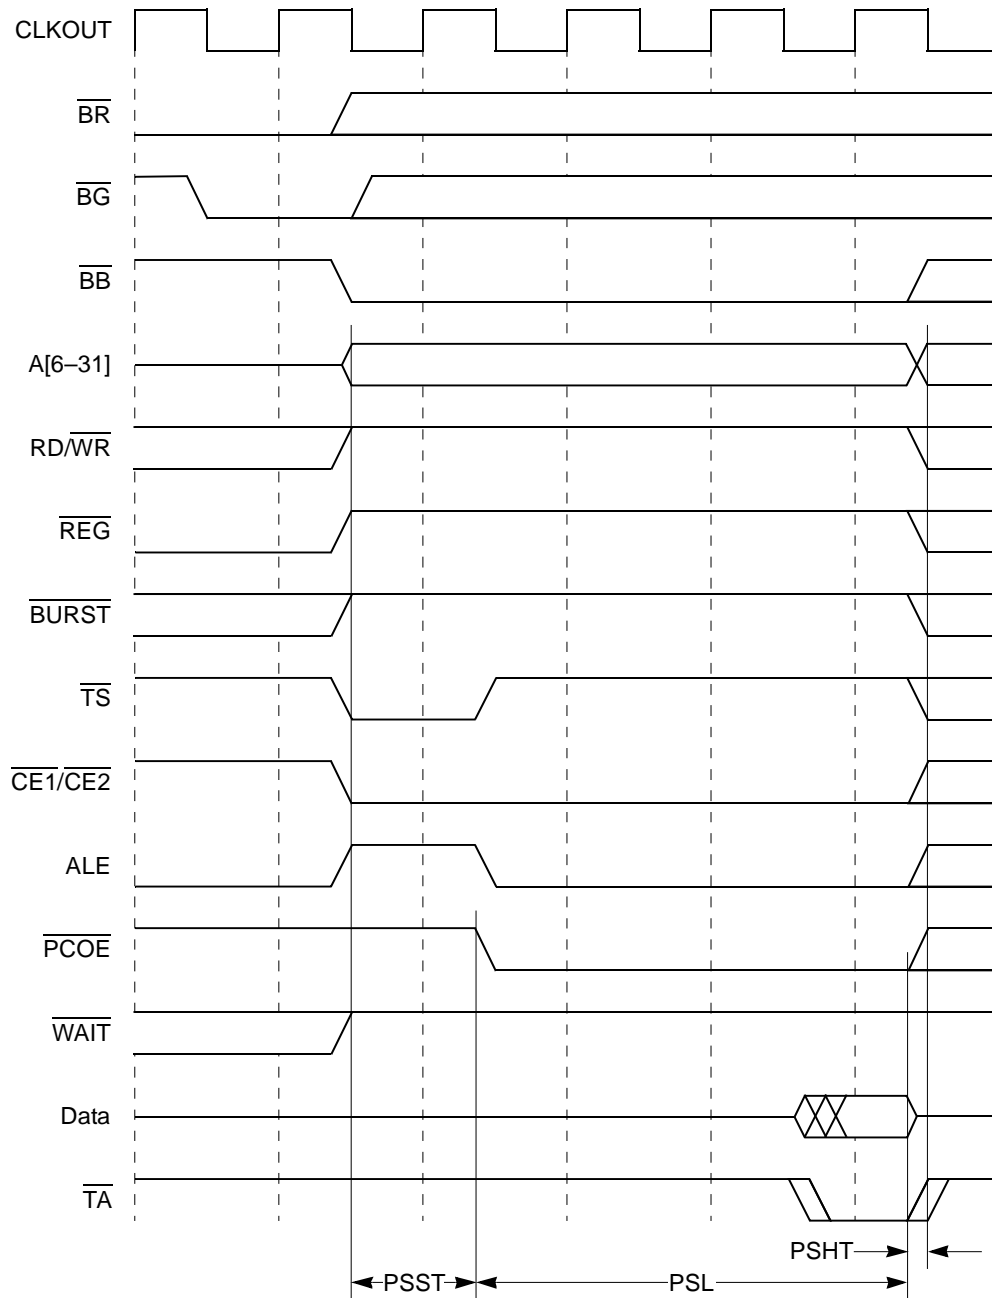 CLKOUT
BR
BG
BB
A[6–31]
RD/WR
REG
BURST
TS
CE1/CE2
ALE
PCOE
WAIT
Data
TA
PSHT
PSST
PSL